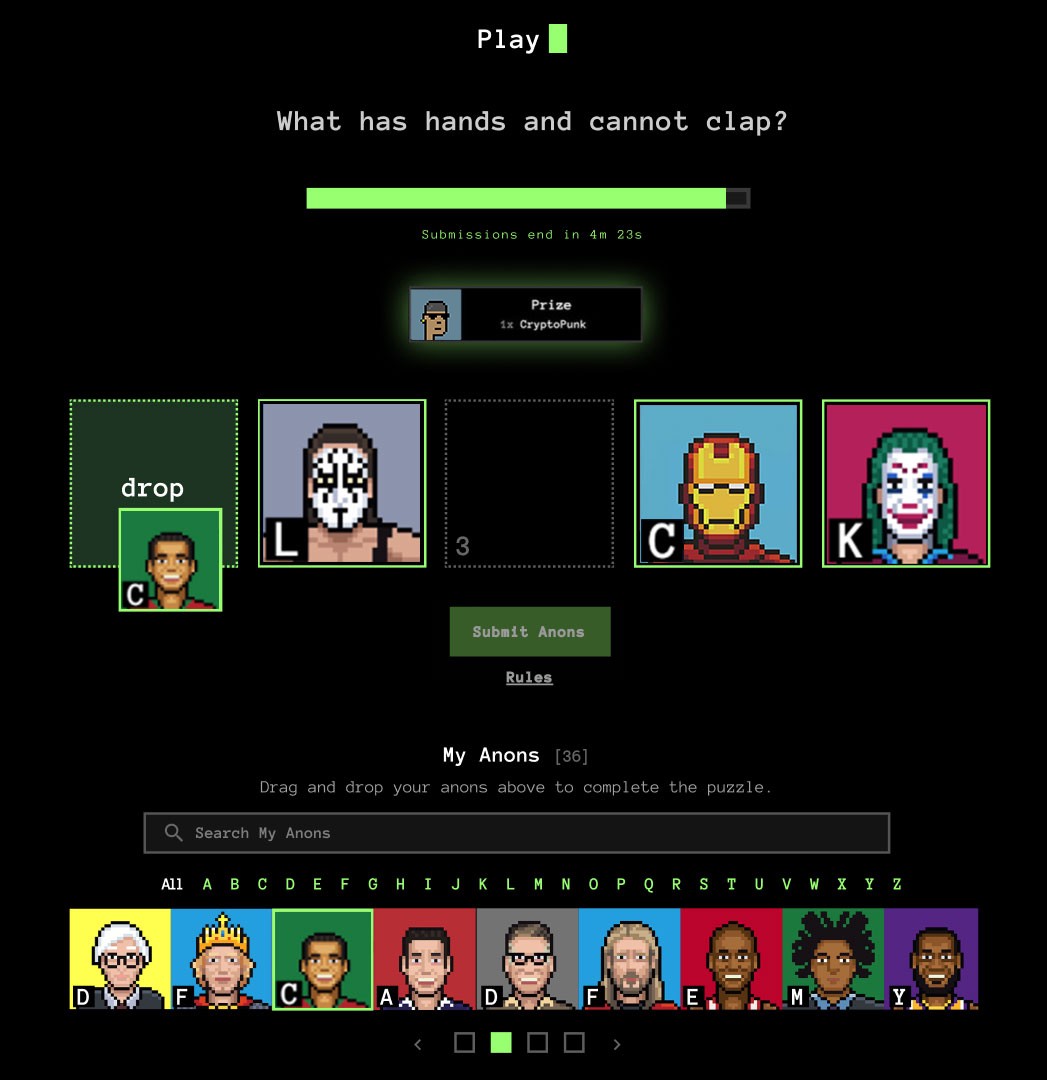 Play
What has hands and cannot clap?
Submissions end in 4m 23s
Prize
1x CryptoPunk
drop
C
L
3
C
K
Submit Anons
Rules
My Anons [36]
Drag and drop your anons above to complete the puzzle.
Search My Anons
All A B C D E F G H I J K L M N O P Q R S T U V W X Y Z
D F C A D F E M Y